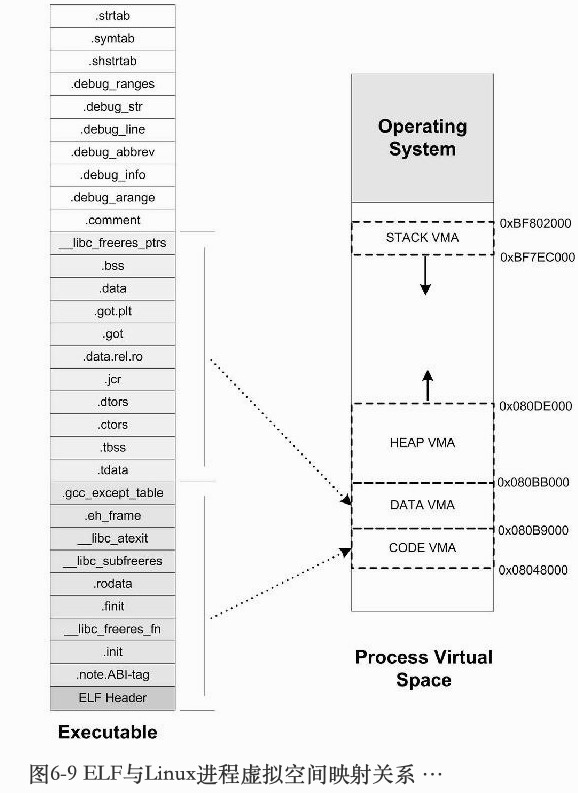 .strtab
.symtab
.shstrtab
.debug_ranges
.debug_str
.debug_line
.debug_abbrev
.debug_info
.debug_arange
.comment
__libc_freeres_ptrs
.bss
.data
.got.plt
.got
.data.rel.ro
.jcr
.dtors
.ctors
.tbss
.tdata
.gcc_except_table
.eh_frame
__libc_atexit
__libc_subfreeres
.rodata
.finit
__libc_freeres_fn
.init
.note.ABI-tag
ELF Header
Executable
Operating
System
0xBF802000
STACK VMA
0xBF7EC000
0x080DE000
HEAP VMA
0x080BB000
DATA VMA
0x080B9000
CODE VMA
0x08048000
Process Virtual
Space
图6-9 ELF与Linux进程虚拟空间映射关系 …